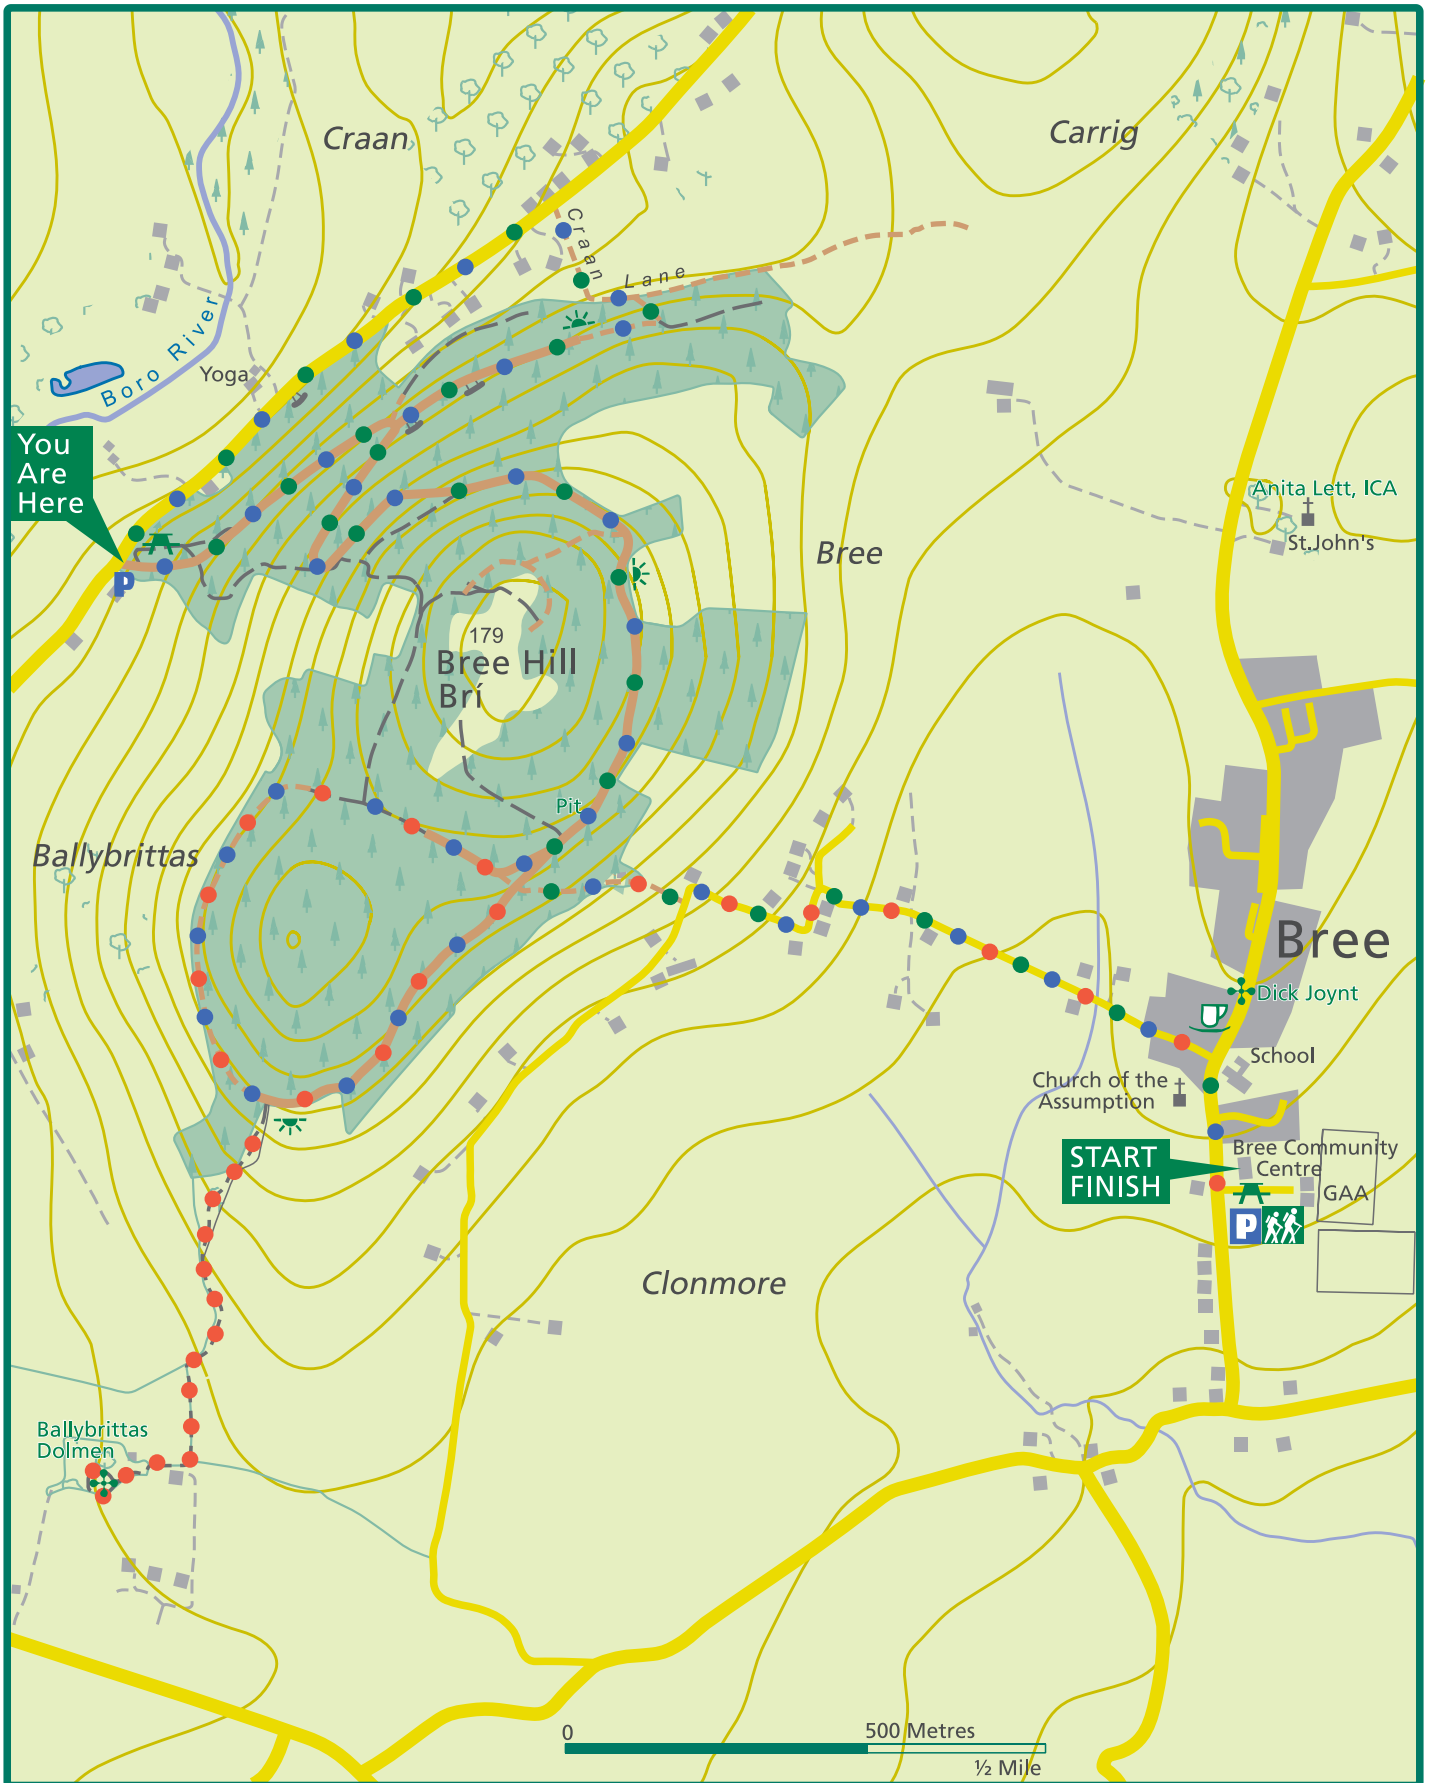 Craan
Carrig
Craan
Lane
Boro River
Yoga
You
Are
Here
P
Anita Lett, ICA
St.John's
Bree
179
Bree Hill
Brí
Pit
Ballybrittas
Bree
Dick Joynt
School
Church of the
Assumption
START
FINISH
Bree Community
Centre
GAA
P
Clonmore
Ballybrittas
Dolmen
0
500 Metres
½ Mile